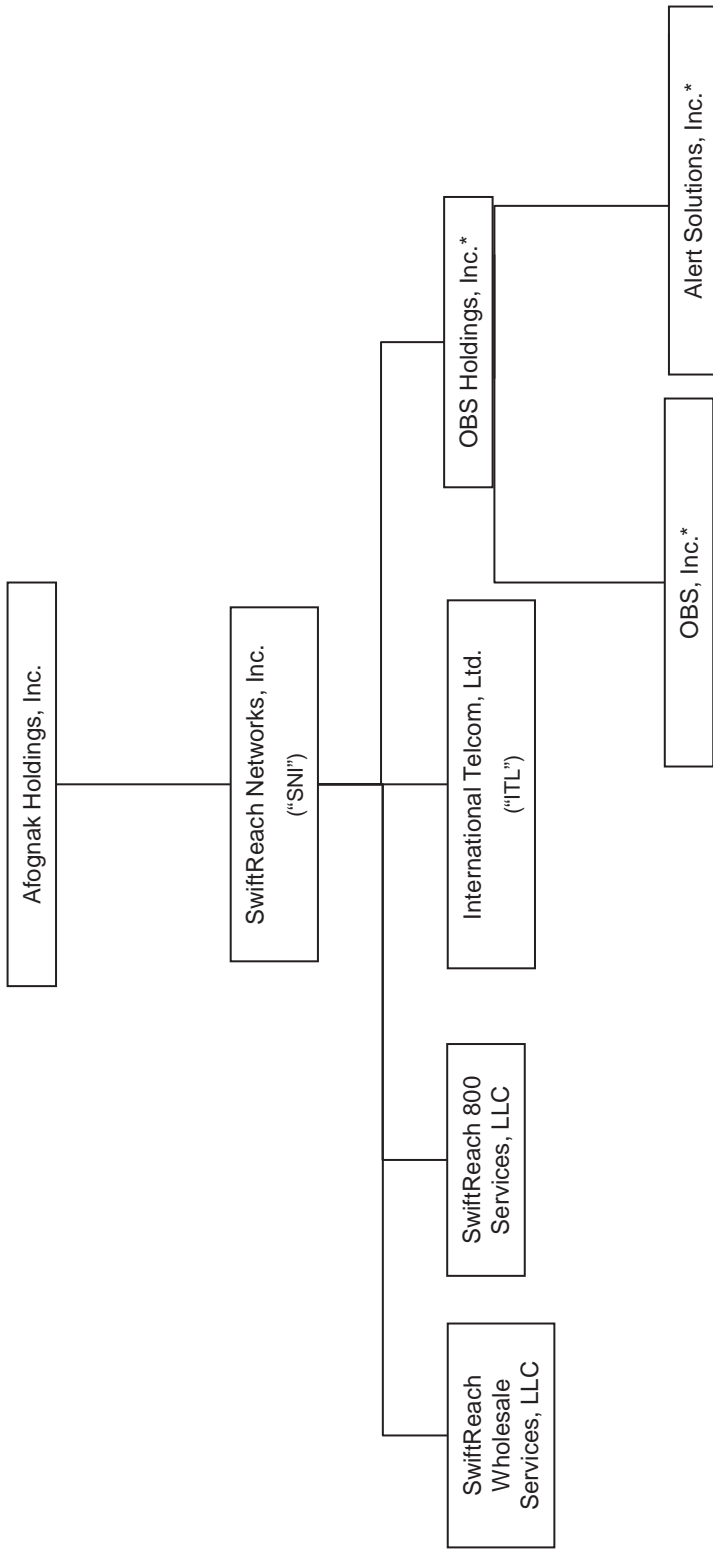 Afognak Holdings, Inc.
SwiftReach Networks, Inc.
(“SNI”)
SwiftReach
Wholesale
Services, LLC
SwiftReach 800
Services, LLC
International Telcom, Ltd.
(“ITL”)
OBS Holdings, Inc.*
OBS, Inc.*
Alert Solutions, Inc.*